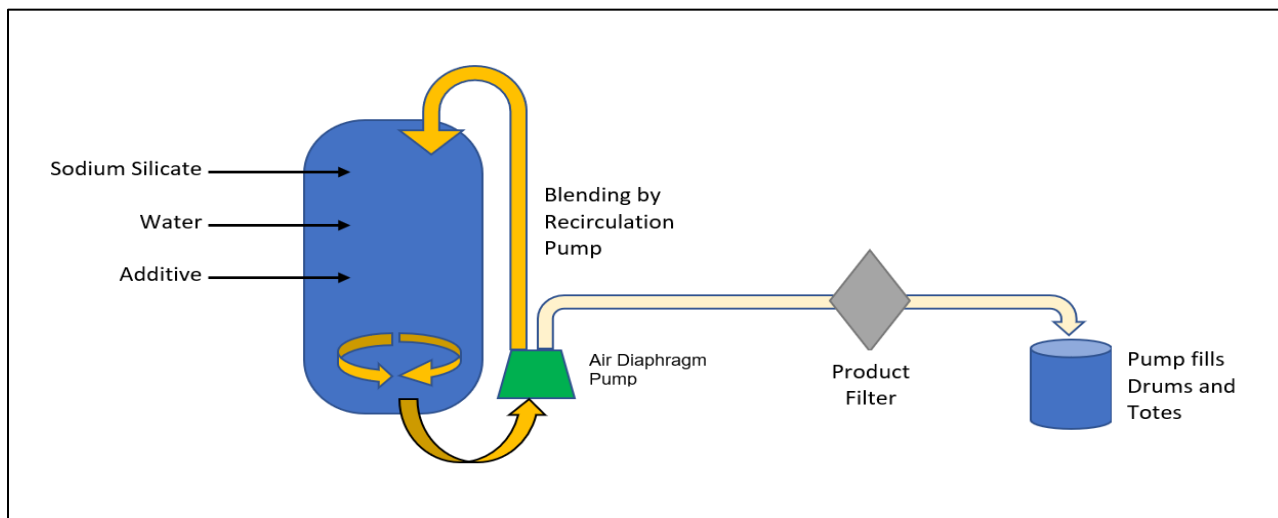 Sodium Silicate
Water
Additive
Blending by
Recirculation
Pump
Air Diaphragm
Pump
Product
Filter
Pump fills
Drums and
Totes